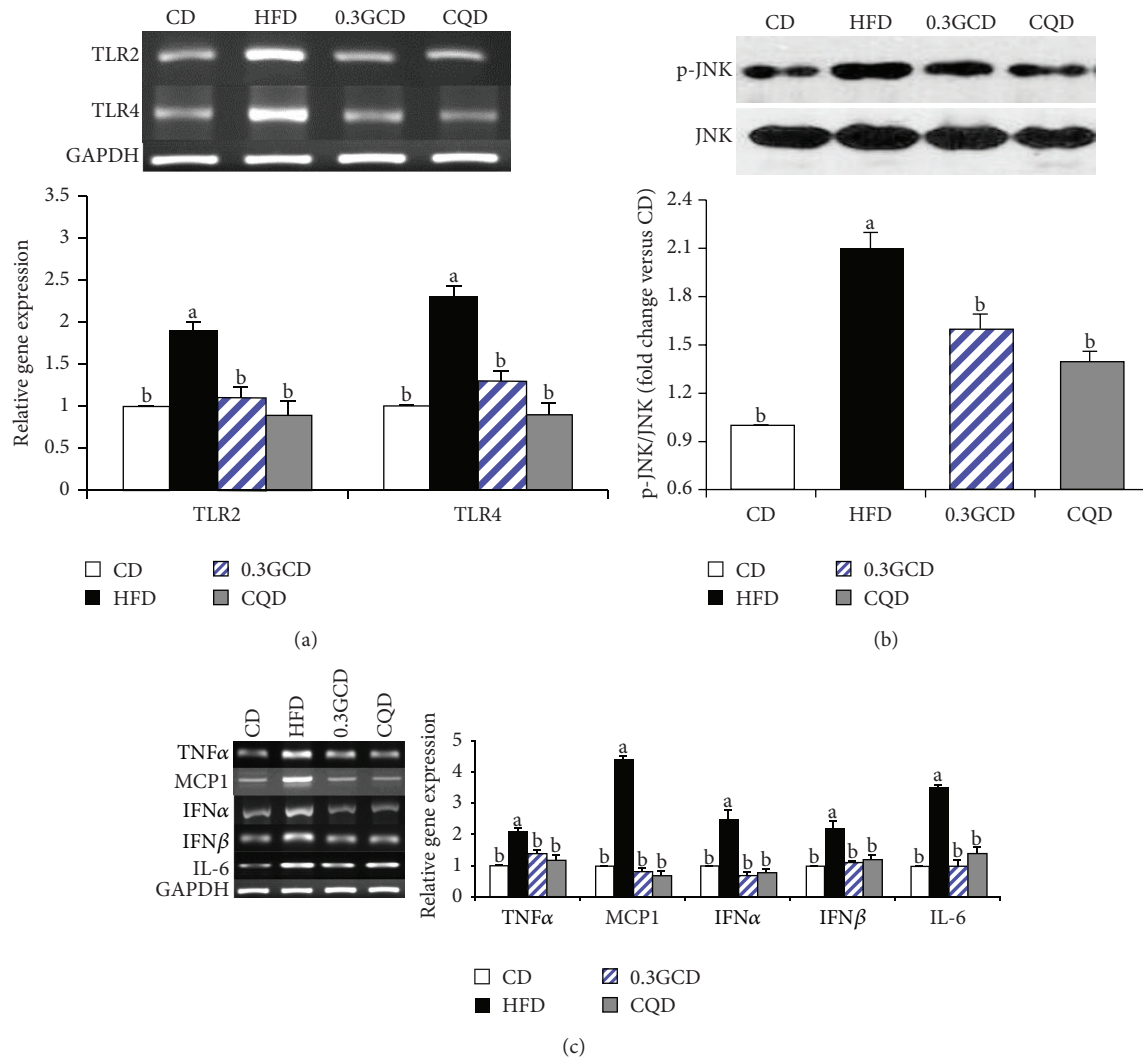 CD HFD 0.3GCD CQD
TLR2
TLR4
GAPDH
3.5
3
2.5
2
1.5
1
0.5
0
Relative gene expression
b a b b b a b b
TLR2 TLR4
CD 0.3GCD
HFD CQD
(a)
CD HFD 0.3GCD CQD
p-JNK
JNK
2.4
2.1
1.8
1.5
1.2
0.9
0.6
p-JNK/JNK (fold change versus CD)
b a b b
CD HFD 0.3GCD CQD
CD 0.3GCD
HFD CQD
(b)
CD HFD 0.3GCD CQD
TNFα
MCP1
IFNα
IFNβ
IL-6
GAPDH
5
4
3
2
1
0
Relative gene expression
b a b b b a b b b a b b b a b b b a b b
TNFα MCP1 IFNα IFNβ IL-6
CD 0.3GCD
HFD CQD
(c)